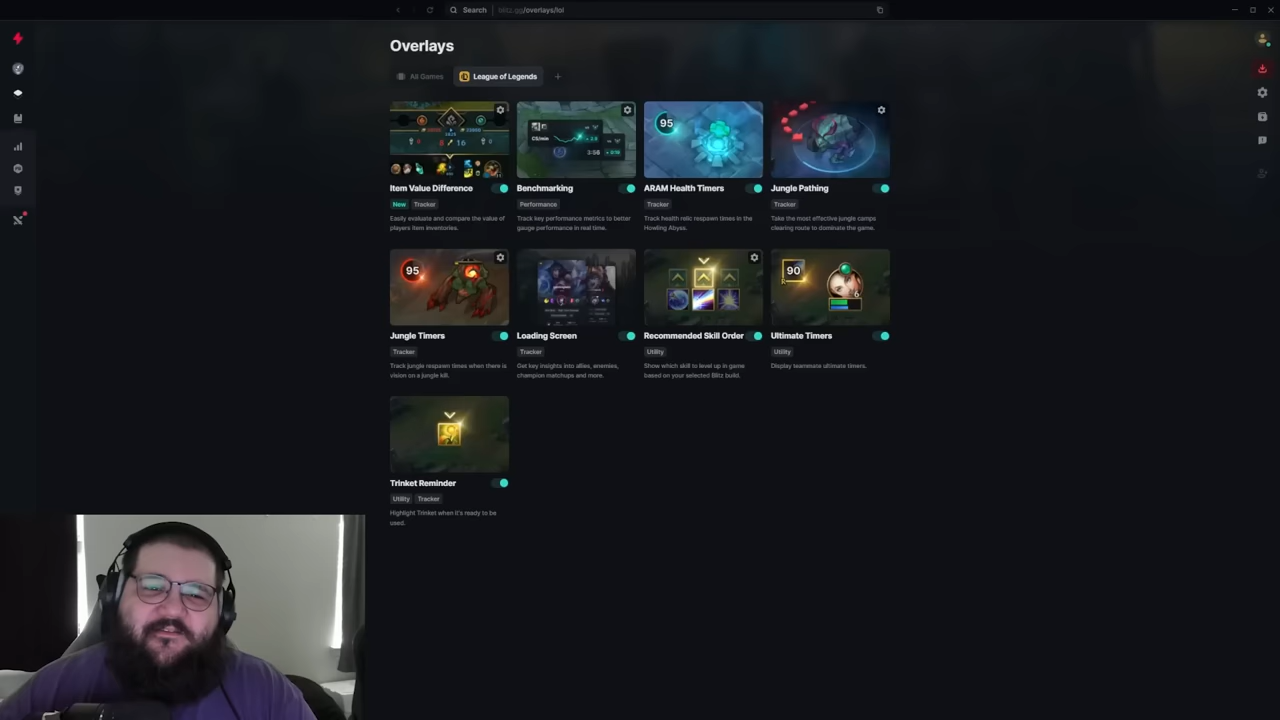 Search blitz.gg/overlays/lol
Overlays
All Games
League of Legends
95
Item Value Difference
New Tracker
Easily evaluate and compare the value of
players item inventories.
Benchmarking
Performance
Track key performance metrics to better
gauge performance in real time.
ARAM Health Timers
Tracker
Track health relic respawn times in the
Howling Abyss.
Jungle Pathing
Tracker
Take the most effective jungle camps
clearing route to dominate the game.
95
90
Jungle Timers
Tracker
Track jungle respawn times when there is
vision on a jungle kill.
Loading Screen
Tracker
Get key insights into allies, enemies,
champion matchups and more.
Recommended Skill Order
Utility
Show which skill to level up in game
based on your selected Blitz build.
Ultimate Timers
Utility
Display teammate ultimate timers.
Trinket Reminder
Utility Tracker
Highlight Trinket when it's ready to be
used.